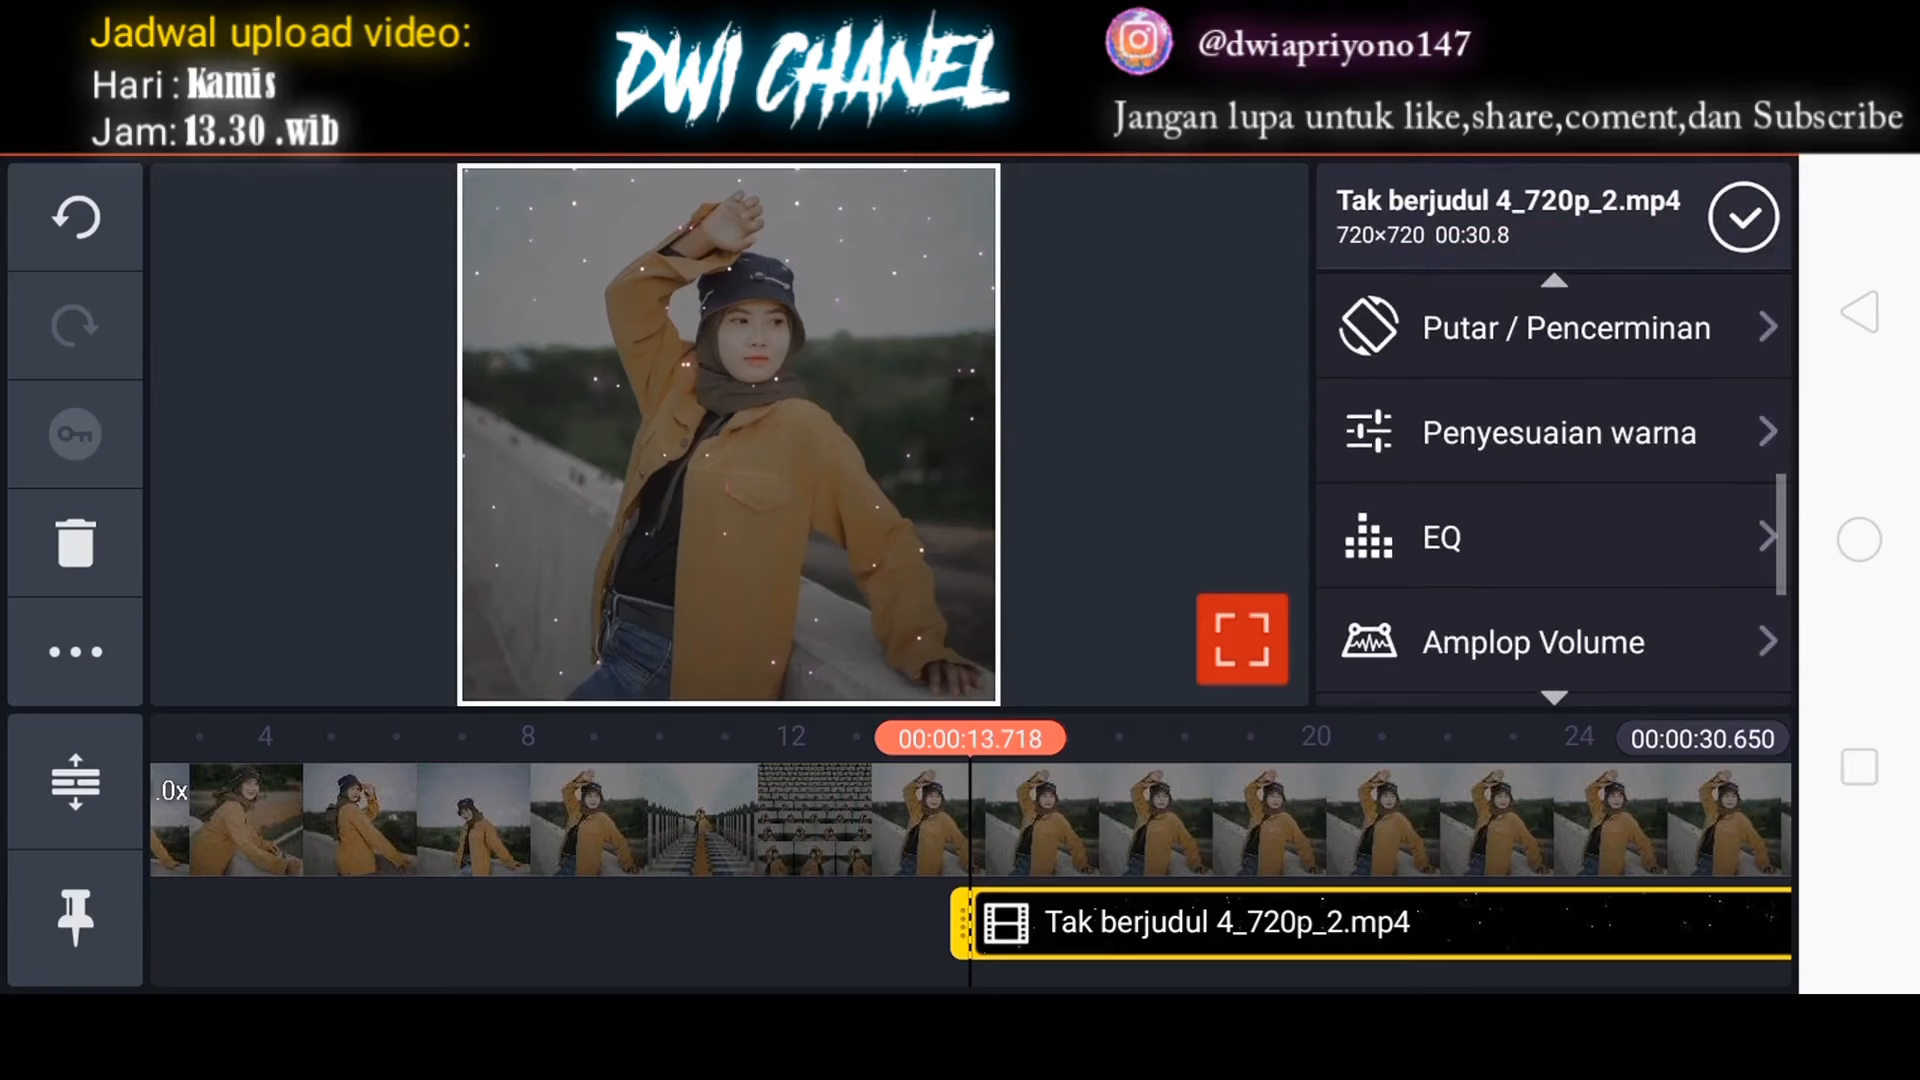 Jadwal upload video:
Hari : Kamis
Jam: 13.30 .wib
DWI CHANEL
@dwiapriyono147
Jangan lupa untuk like,share,coment,dan Subscribe
Tak berjudul 4_720p_2.mp4
720×720 00:30.8
Putar / Pencerminan
Penyesuaian warna
EQ
Amplop Volume
4 8 12 00:00:13.718 20 24 00:00:30.650
.0x
Tak berjudul 4_720p_2.mp4